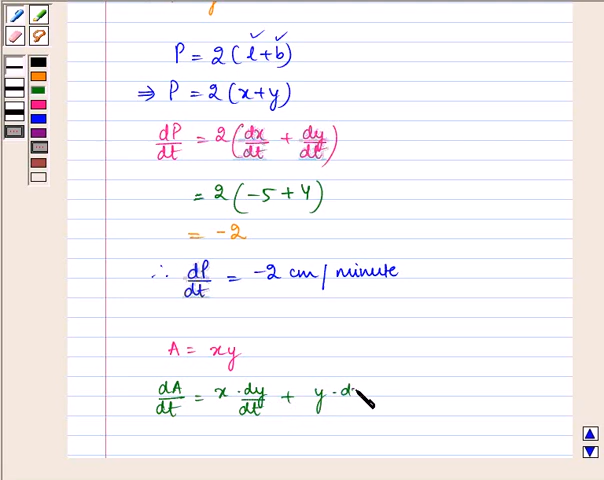 P = 2(l+b)
⇒ P = 2(x+y)
dP/dt = 2(dx/dt + dy/dt)
= 2(-5+4)
= -2
∴ dP/dt = -2 cm/minute
A = xy
dA/dt = x·dy/dt + y·d